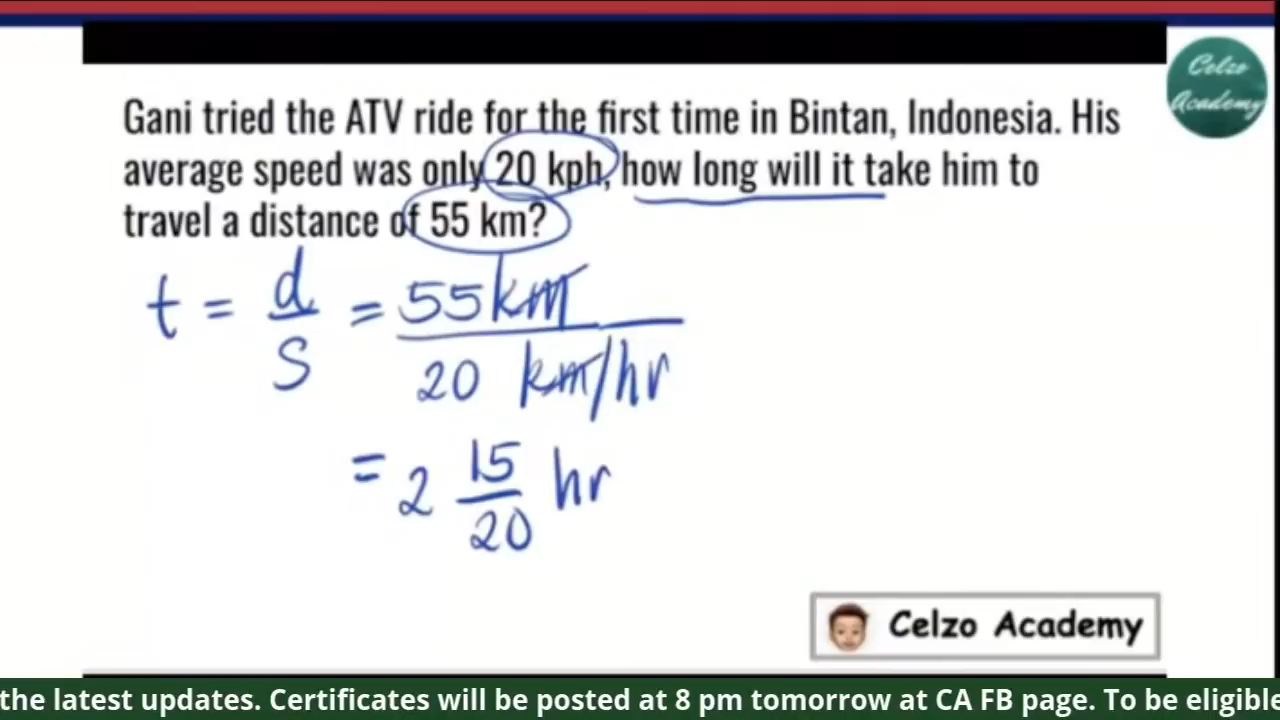 Celzo
Academy
Gani tried the ATV ride for the first time in Bintan, Indonesia. His
average speed was only 20 kph, how long will it take him to
travel a distance of 55 km?
t = d/s = 55km / 20 km/hr
= 2 15/20 hr
Celzo Academy
the latest updates. Certificates will be posted at 8 pm tomorrow at CA FB page. To be eligible